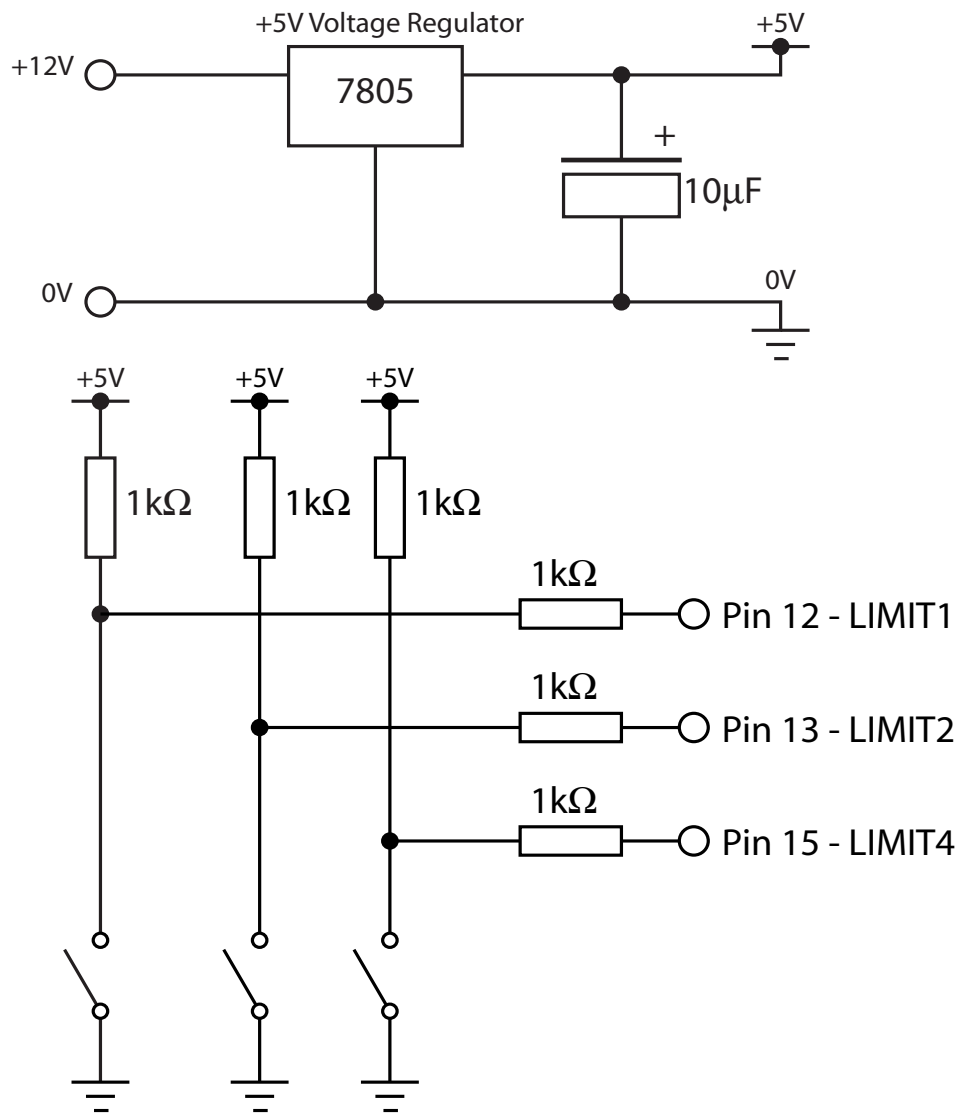 +5V Voltage Regulator
+5V
+12V
7805
+
10μF
0V
0V
+5V
+5V
+5V
1kΩ
1kΩ
1kΩ
1kΩ
Pin 12 - LIMIT1
1kΩ
Pin 13 - LIMIT2
1kΩ
Pin 15 - LIMIT4